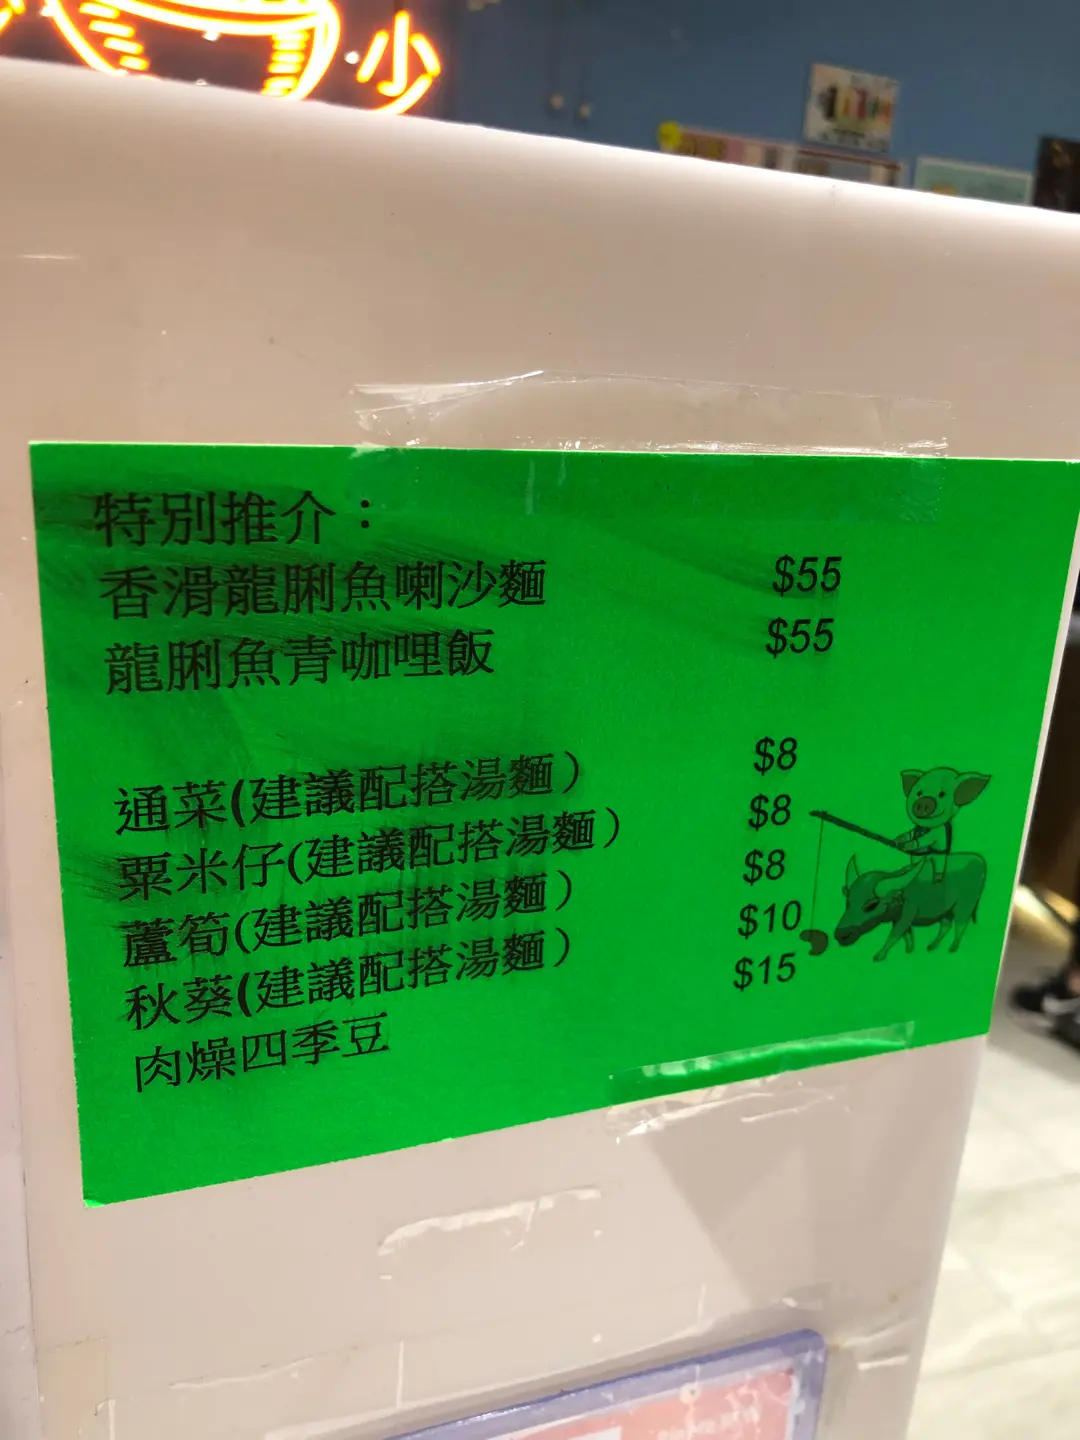 小
特別推介：
香滑龍脷魚喇沙麵 $55
龍脷魚青咖哩飯 $55
通菜(建議配搭湯麵） $8
粟米仔(建議配搭湯麵） $8
蘆筍(建議配搭湯麵） $8
秋葵(建議配搭湯麵） $10
肉燥四季豆 $15